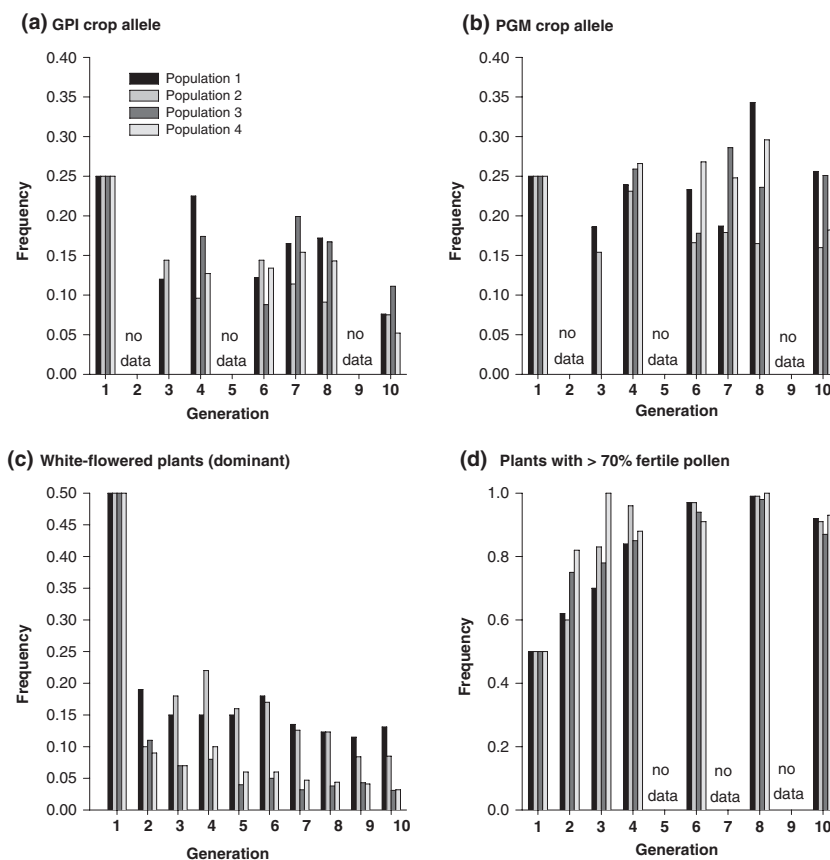 (a) GPI crop allele
0.40
0.35
0.30
0.25
0.20
0.15
0.10
0.05
0.00
Frequency
Population 1
Population 2
Population 3
Population 4
no
data
no
data
no
data
1 2 3 4 5 6 7 8 9 10
Generation
(b) PGM crop allele
0.40
0.35
0.30
0.25
0.20
0.15
0.10
0.05
0.00
Frequency
no
data
no
data
no
data
1 2 3 4 5 6 7 8 9 10
Generation
(c) White-flowered plants (dominant)
0.50
0.45
0.40
0.35
0.30
0.25
0.20
0.15
0.10
0.05
0.00
Frequency
1 2 3 4 5 6 7 8 9 10
Generation
(d) Plants with > 70% fertile pollen
1.0
0.8
0.6
0.4
0.2
0.0
Frequency
no
data
no
data
no
data
1 2 3 4 5 6 7 8 9 10
Generation